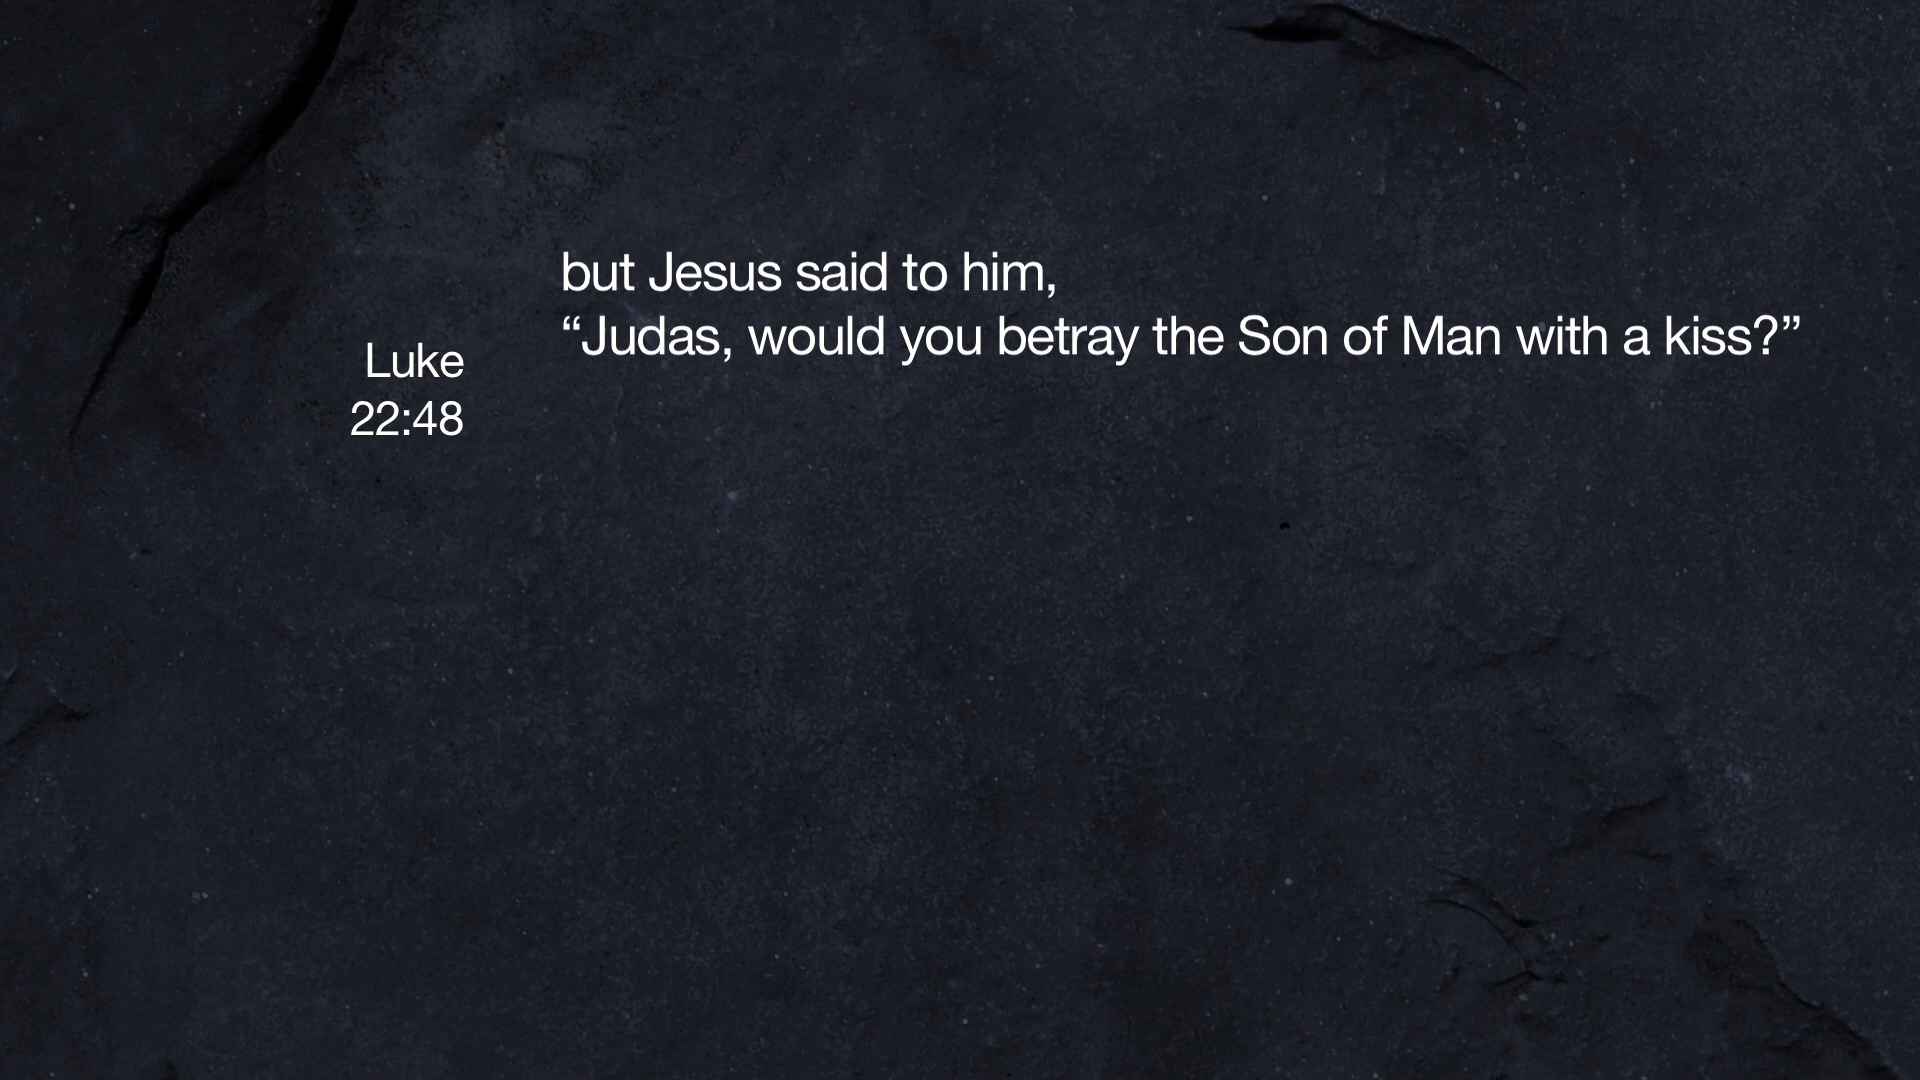 but Jesus said to him,
“Judas, would you betray the Son of Man with a kiss?”
Luke
22:48